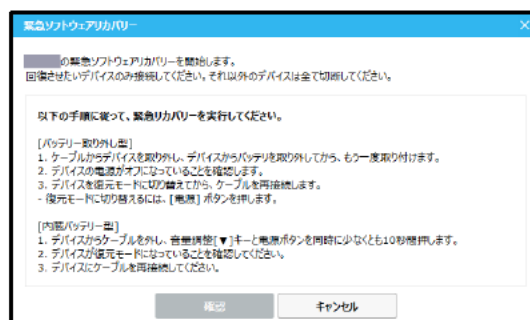 緊急ソフトウェアリカバリー
の緊急ソフトウェアリカバリーを開始します。
回復させたいデバイスのみ接続してください。それ以外のデバイスは全て切断してください。
以下の手順に従って、緊急リカバリーを実行してください。
[バッテリー取り外し型]
1. ケーブルからデバイスを取り外し、デバイスからバッテリを取り外してから、もう一度取り付けます。
2. デバイスの電源がオフになっていることを確認します。
3. デバイスを復元モードに切り替えてから、ケーブルを再接続します。
- 復元モードに切り替えるには、[電源] ボタンを押します。
[内蔵バッテリー型]
1. デバイスからケーブルを外し、音量調整[▼]キーと電源ボタンを同時に少なくとも10秒間押します。
2. デバイスが復元モードになっていることを確認してください。
3. デバイスにケーブルを再接続してください。
確認
キャンセル